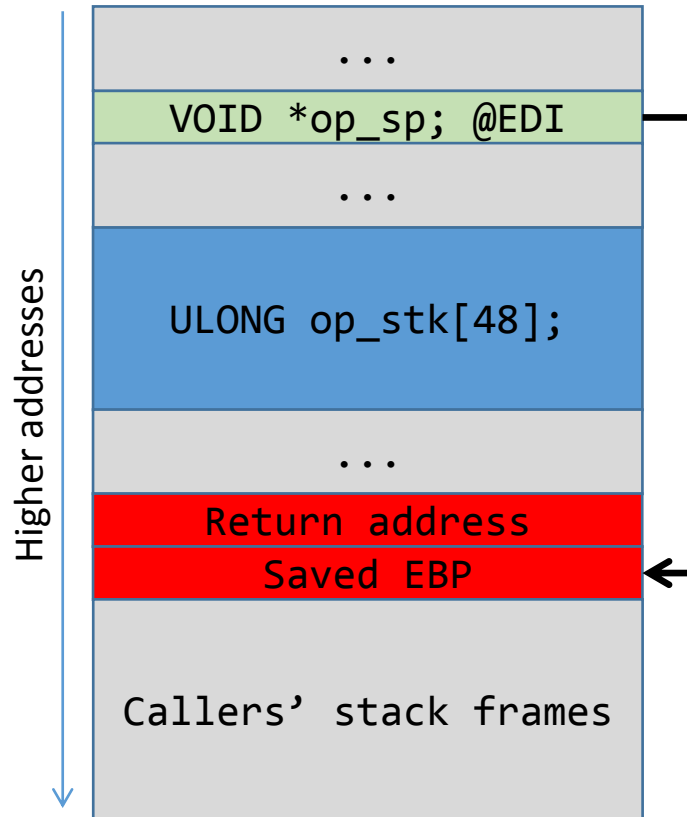 ...
VOID *op_sp; @EDI
...
ULONG op_stk[48];
...
Return address
Saved EBP
Callers’ stack frames
Higher addresses